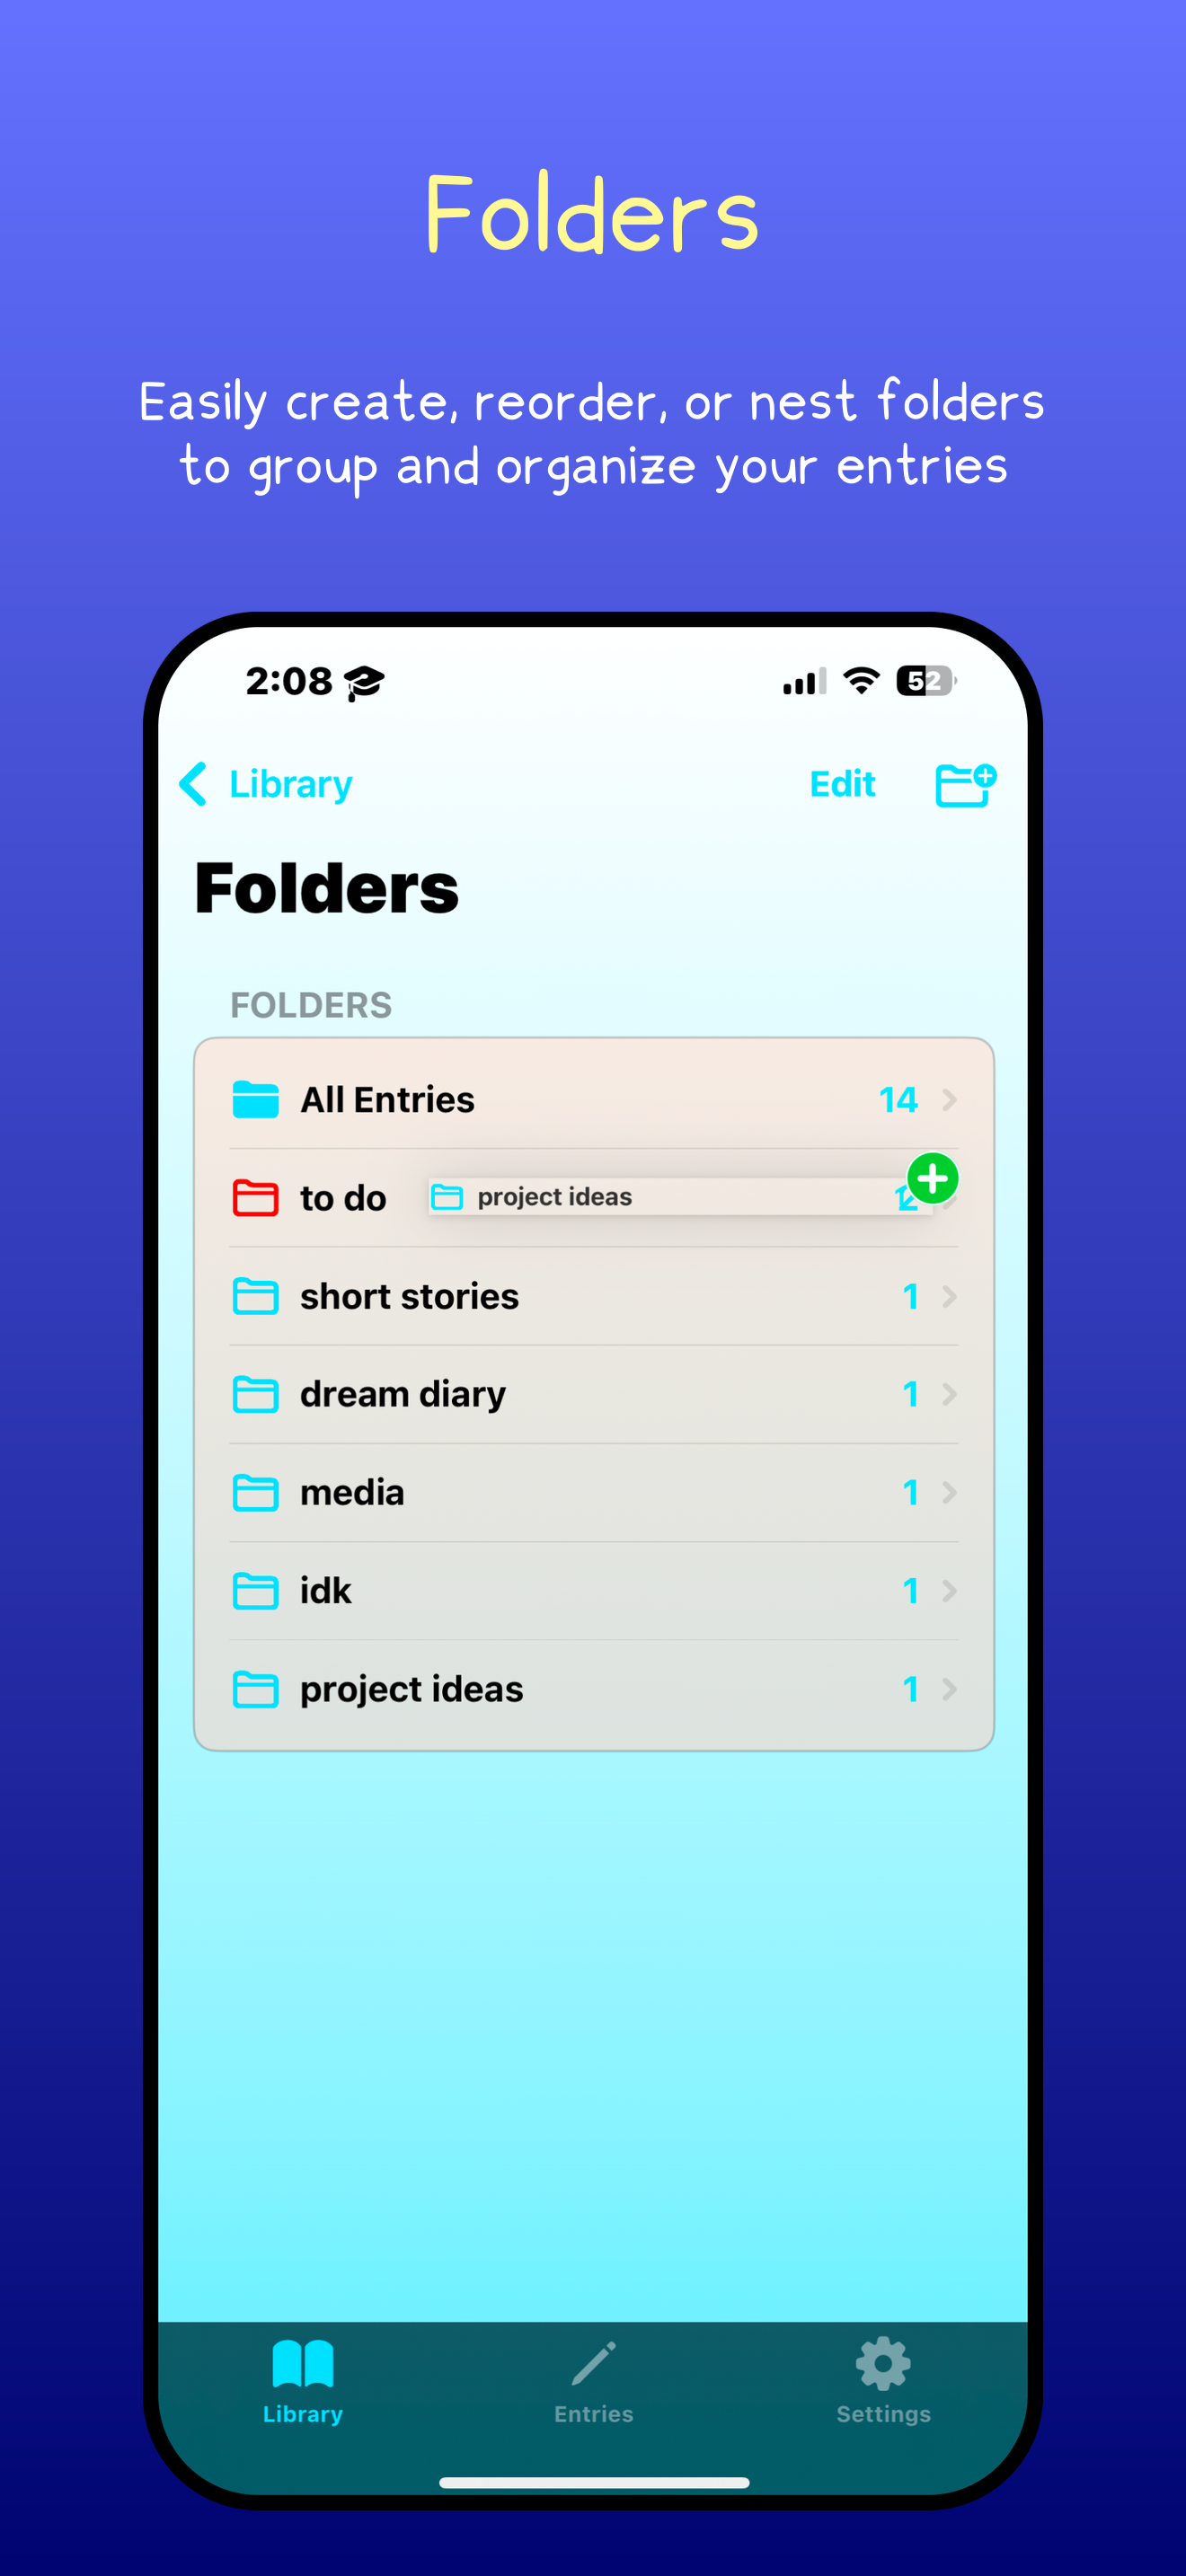 Folders
Easily create, reorder, or nest folders
to group and organize your entries
2:08
52
Library
Edit
Folders
FOLDERS
All Entries
14
to do
project ideas
short stories
1
dream diary
1
media
1
idk
1
project ideas
1
Library
Entries
Settings